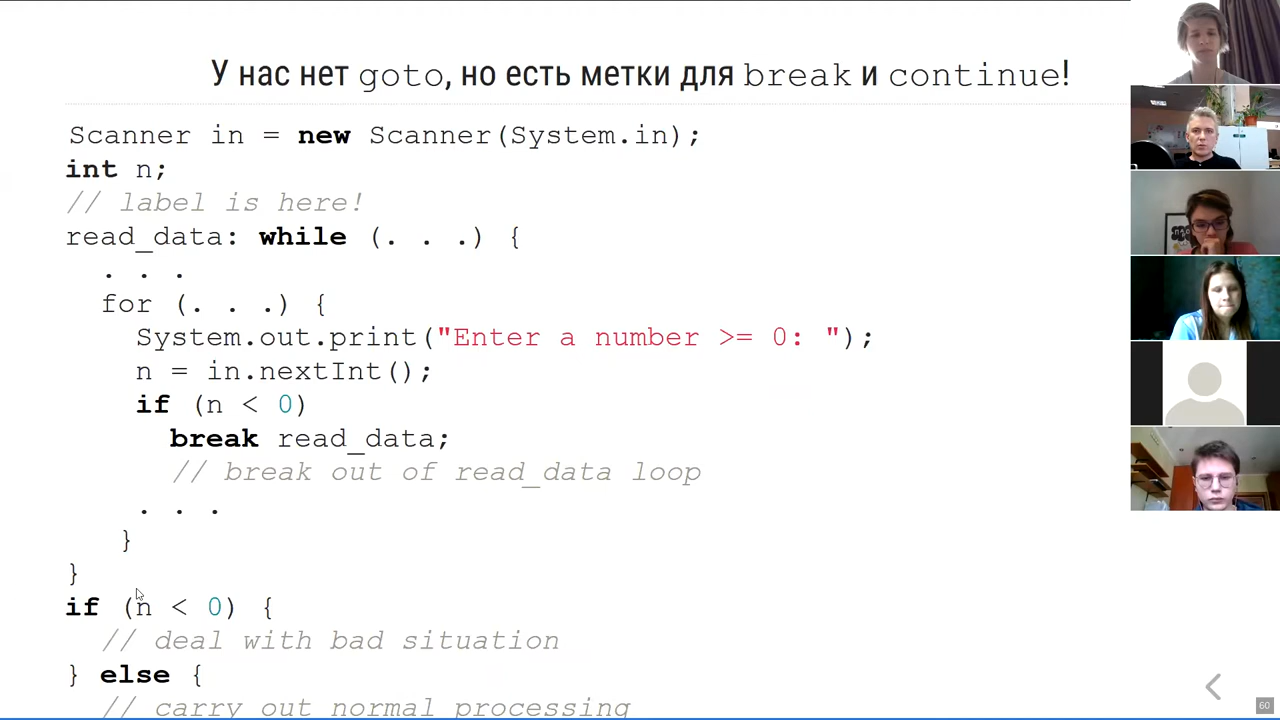 У нас нет goto, но есть метки для break и continue!
Scanner in = new Scanner(System.in);
int n;
// label is here!
read_data: while (. . .) {
. . .
for (. . .) {
System.out.print("Enter a number >= 0: ");
n = in.nextInt();
if (n < 0)
break read_data;
// break out of read_data loop
. . .
}
}
if (n < 0) {
// deal with bad situation
} else {
// carry out normal processing
60